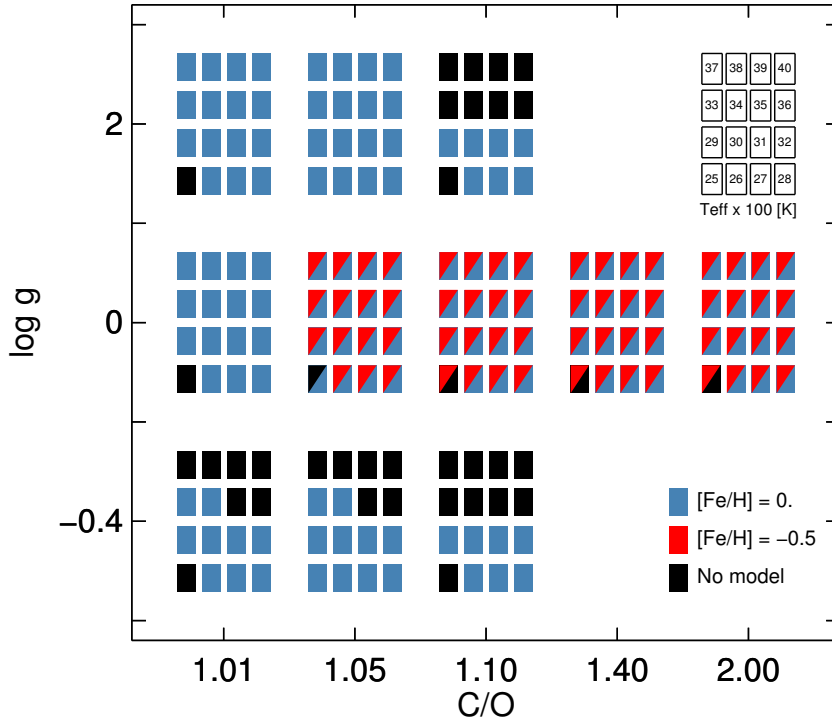 37 38 39 40
2
33 34 35 36
29 30 31 32
25 26 27 28
Teff x 100 [K]
log g
0
[Fe/H] = 0.
−0.4
[Fe/H] = −0.5
No model
1.01 1.05 1.10 1.40 2.00
C/O